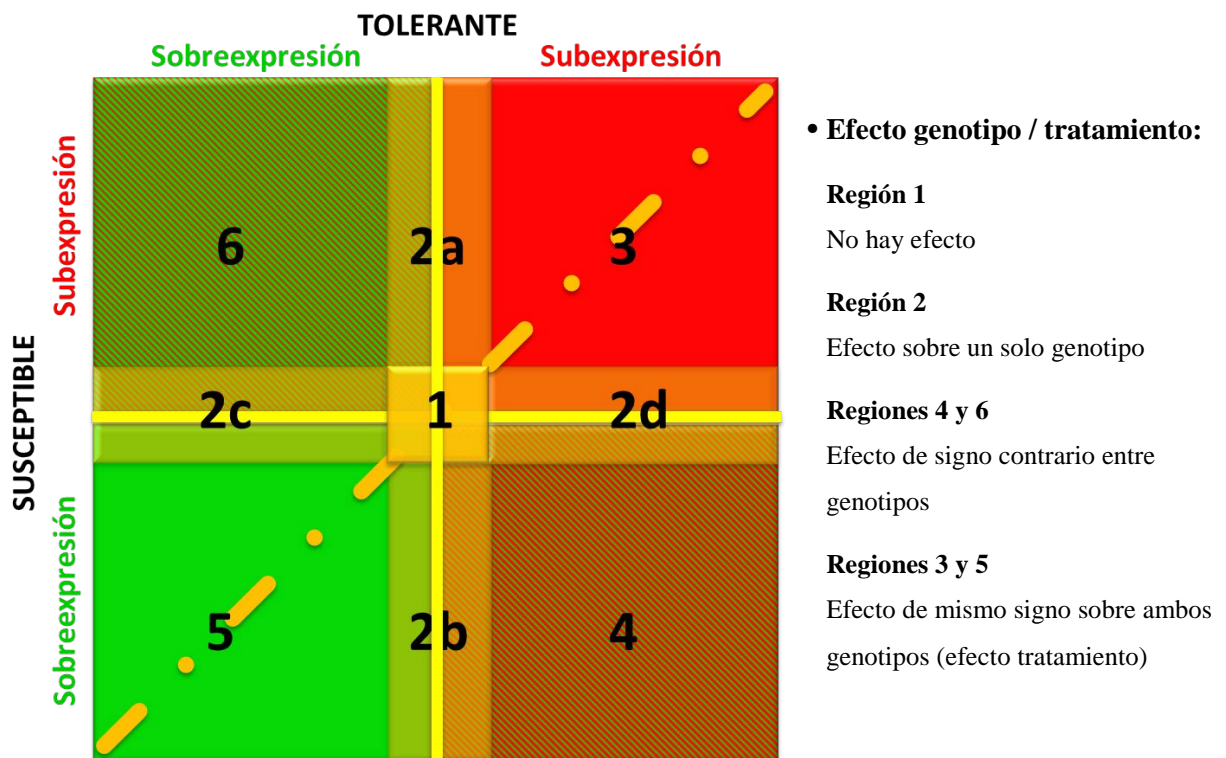 TOLERANTE
Sobreexpresión Subexpresión
SUSCEPTIBLE
Subexpresión
Sobreexpresión
6 2a 3
2c 1 2d
5 2b 4
• Efecto genotipo / tratamiento:
Región 1
No hay efecto
Región 2
Efecto sobre un solo genotipo
Regiones 4 y 6
Efecto de signo contrario entre
genotipos
Regiones 3 y 5
Efecto de mismo signo sobre ambos
genotipos (efecto tratamiento)